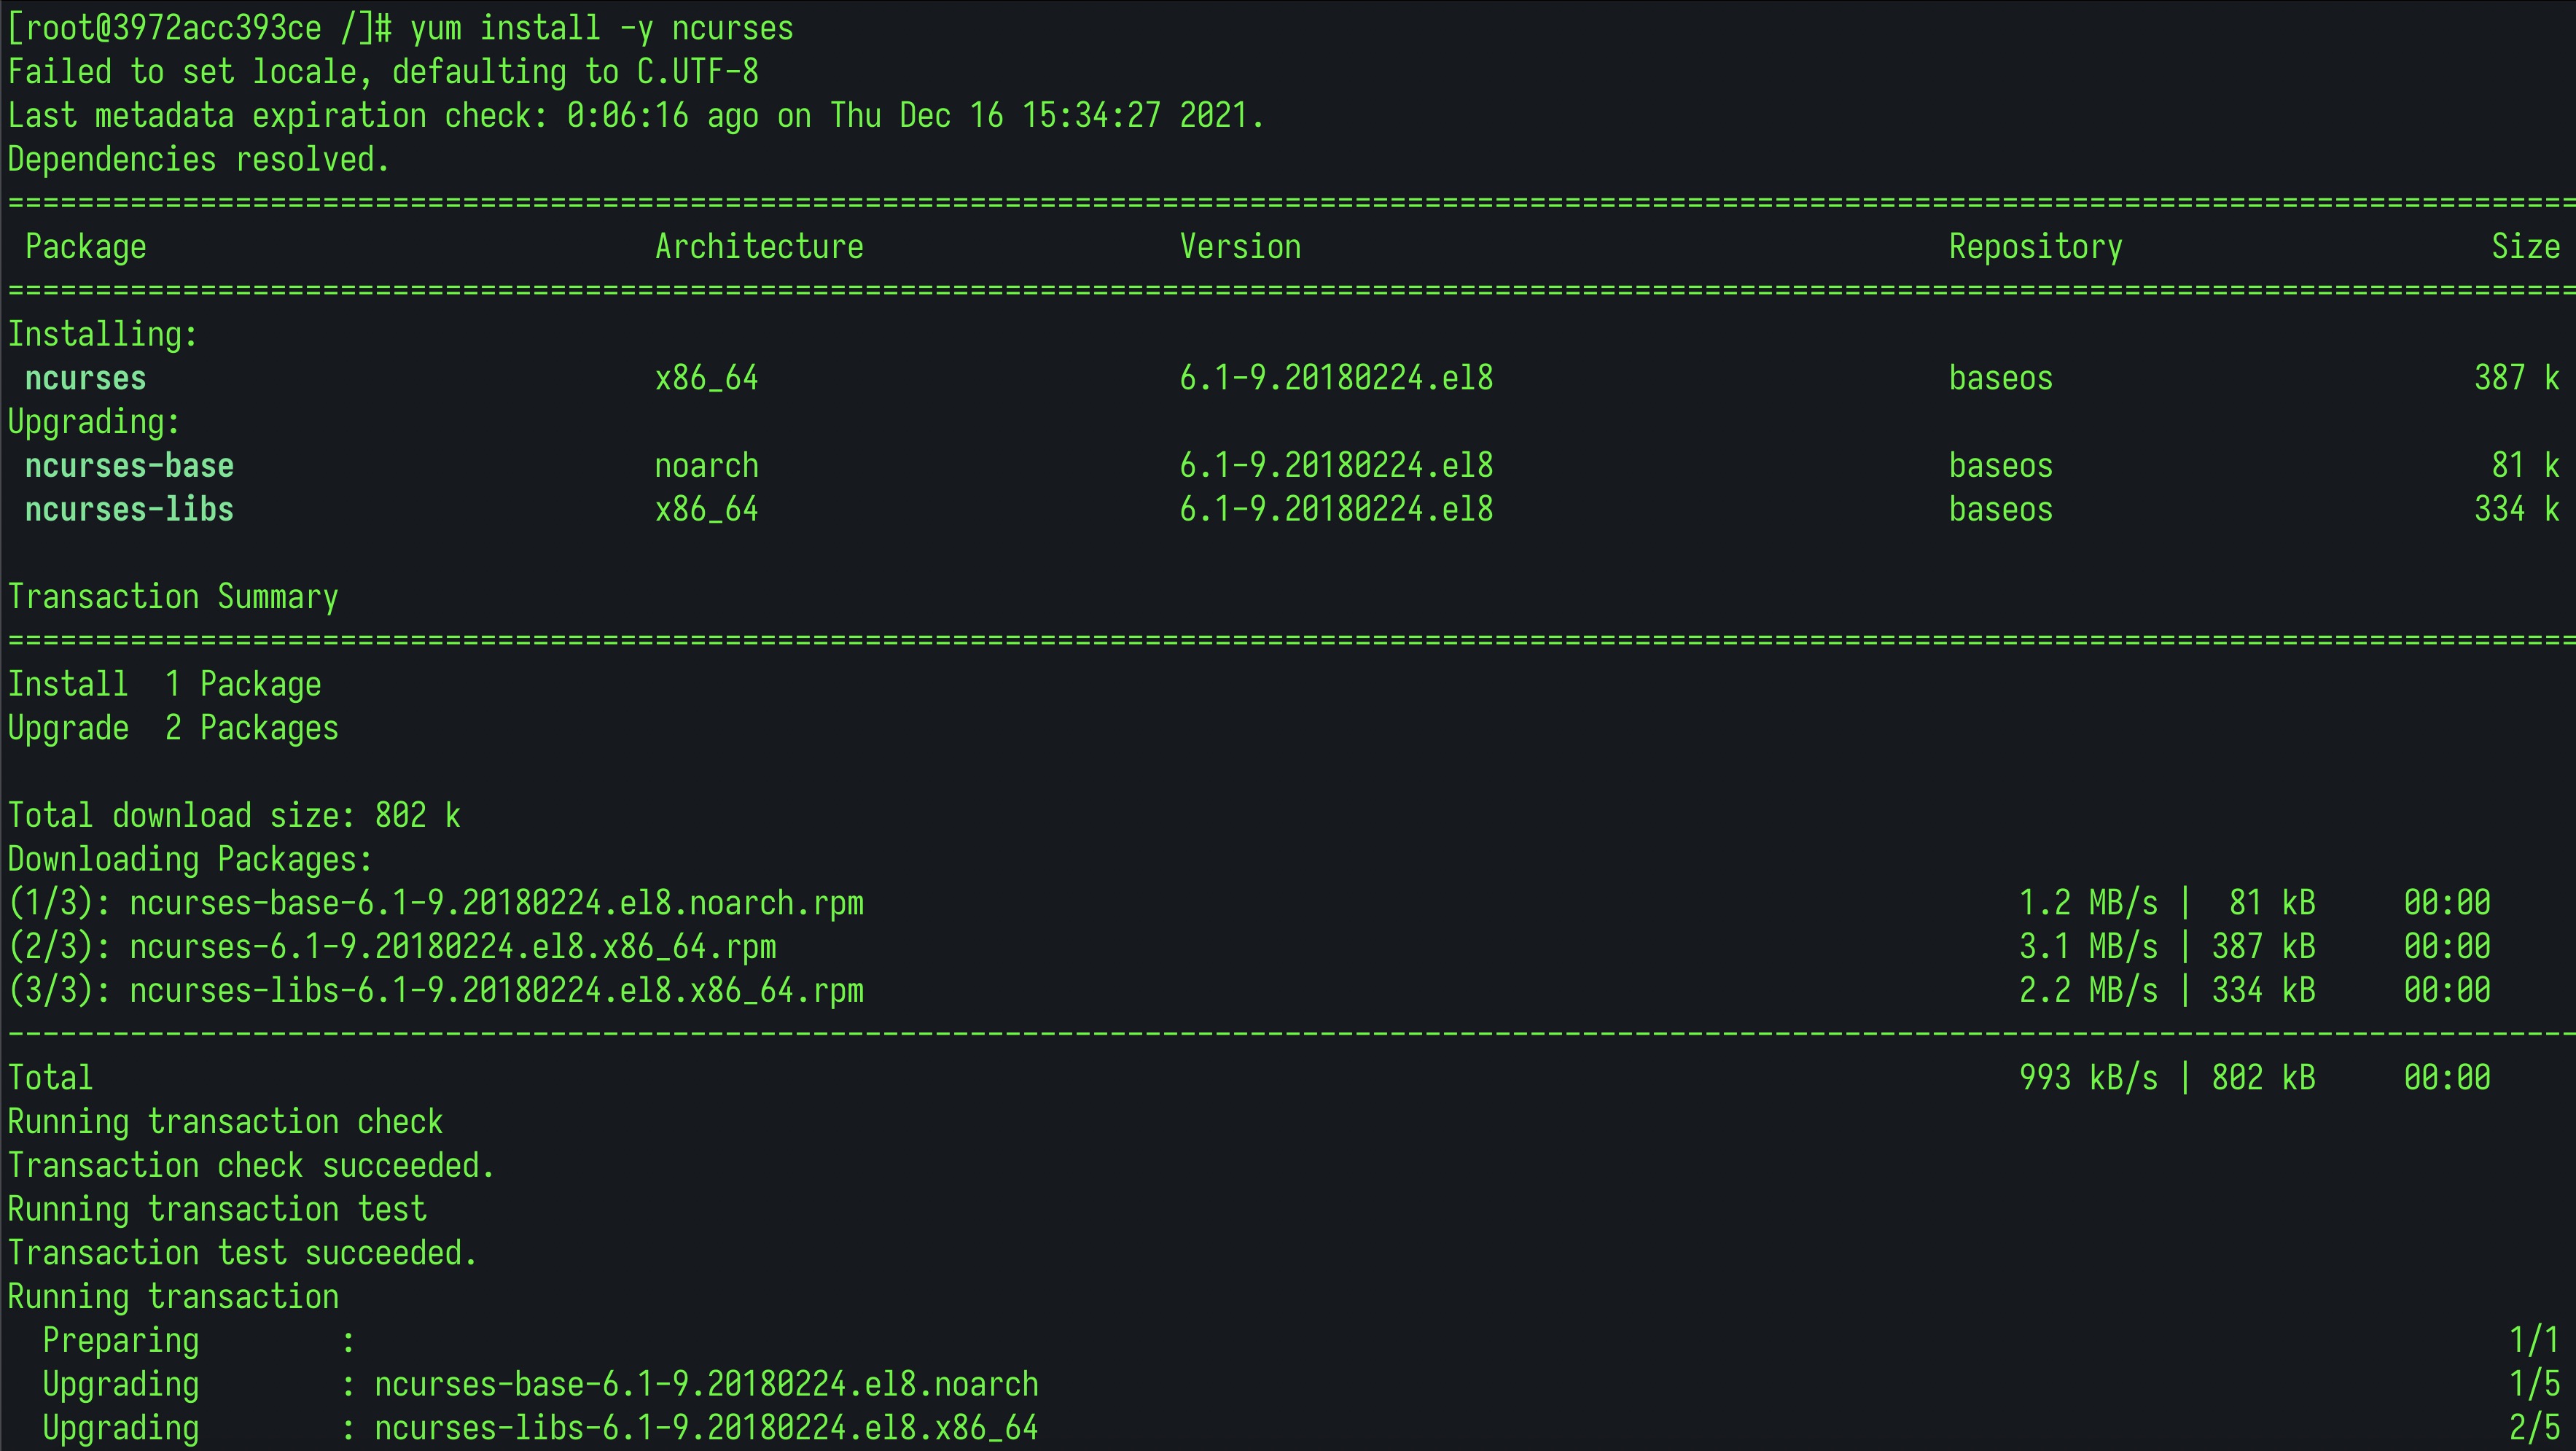 [root@3972acc393ce /]# yum install -y ncurses
Failed to set locale, defaulting to C.UTF-8
Last metadata expiration check: 0:06:16 ago on Thu Dec 16 15:34:27 2021.
Dependencies resolved.
====================================================================================================================================================
 Package                             Architecture                  Version                                     Repository                      Size
====================================================================================================================================================
Installing:
 ncurses                             x86_64                        6.1-9.20180224.el8                          baseos                         387 k
Upgrading:
 ncurses-base                        noarch                        6.1-9.20180224.el8                          baseos                          81 k
 ncurses-libs                        x86_64                        6.1-9.20180224.el8                          baseos                         334 k

Transaction Summary
====================================================================================================================================================
Install  1 Package
Upgrade  2 Packages

Total download size: 802 k
Downloading Packages:
(1/3): ncurses-base-6.1-9.20180224.el8.noarch.rpm                                                                  1.2 MB/s |  81 kB     00:00
(2/3): ncurses-6.1-9.20180224.el8.x86_64.rpm                                                                       3.1 MB/s | 387 kB     00:00
(3/3): ncurses-libs-6.1-9.20180224.el8.x86_64.rpm                                                                  2.2 MB/s | 334 kB     00:00
----------------------------------------------------------------------------------------------------------------------------------------------------
Total                                                                                                              993 kB/s | 802 kB     00:00
Running transaction check
Transaction check succeeded.
Running transaction test
Transaction test succeeded.
Running transaction
  Preparing        :                                                                                                                            1/1
  Upgrading        : ncurses-base-6.1-9.20180224.el8.noarch                                                                                     1/5
  Upgrading        : ncurses-libs-6.1-9.20180224.el8.x86_64                                                                                     2/5